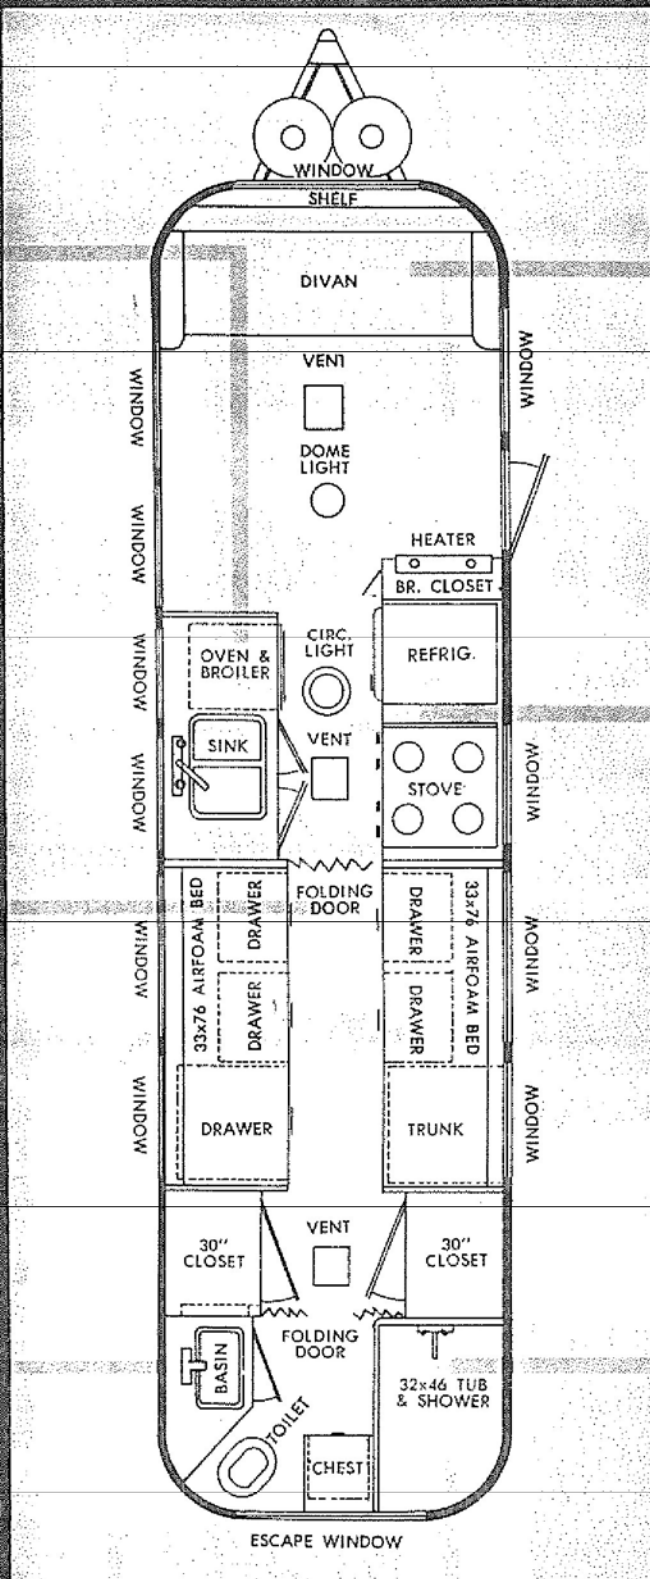 WINDOW
SHELF
DIVAN
WINDOW
VENT
WINDOW
DOME
LIGHT
WINDOW
HEATER
BR. CLOSET
CIRC.
LIGHT
OVEN &
BROILER
REFRIG.
WINDOW
VENT
SINK
WINDOW
STOVE
WINDOW
FOLDING
DOOR
33x76 AIRFOAM BED
DRAWER
DRAWER
33x76 AIRFOAM BED
WINDOW
WINDOW
DRAWER
DRAWER
WINDOW
DRAWER
TRUNK
WINDOW
VENT
30"
CLOSET
30"
CLOSET
FOLDING
DOOR
BASIN
32x46 TUB
& SHOWER
TOILET
CHEST
ESCAPE WINDOW